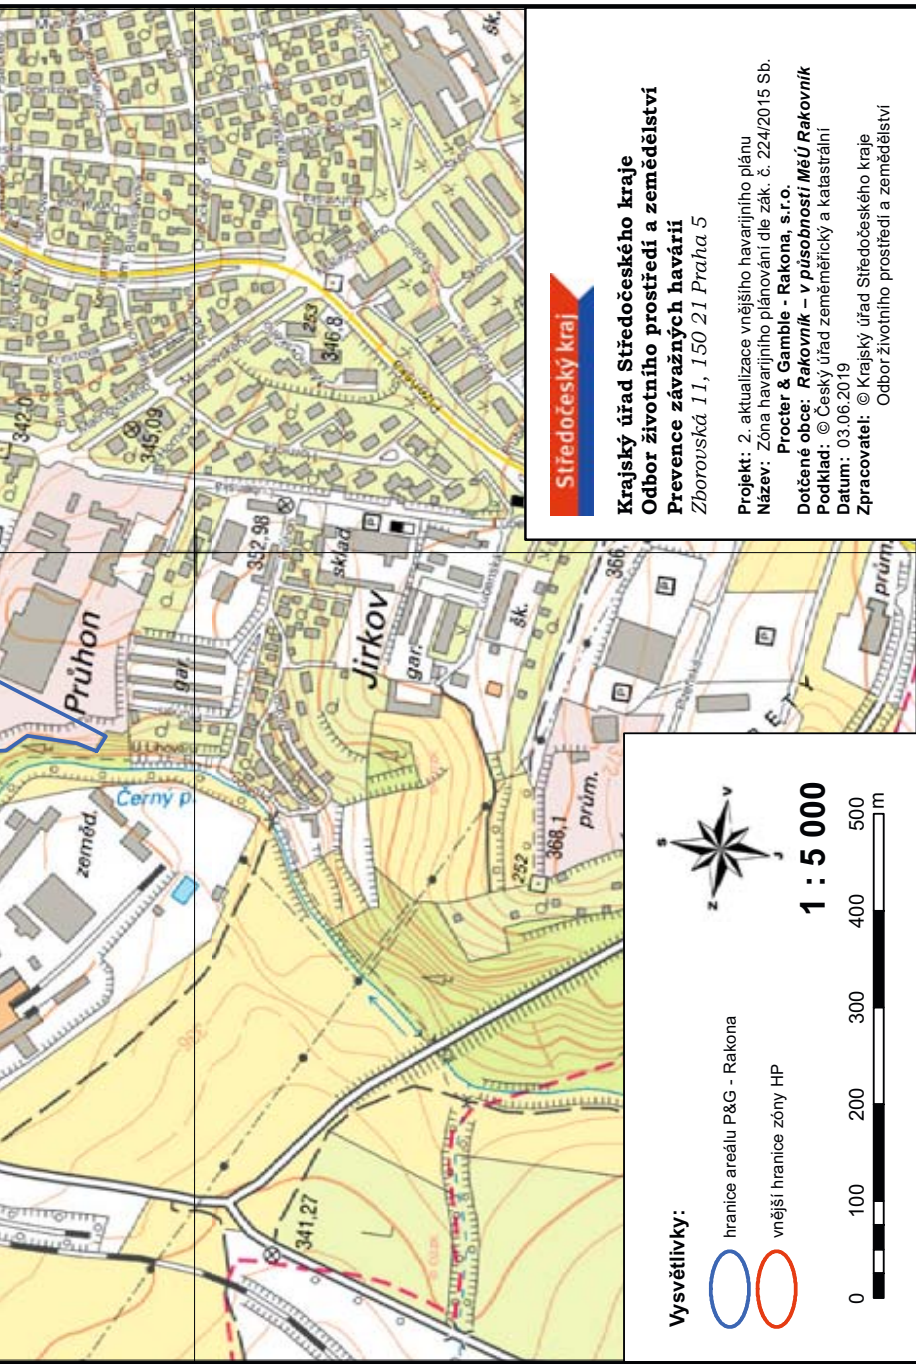 Středočeský kraj
Krajský úřad Středočeského kraje
Odbor životního prostředí a zemědělství
Prevence závažných havárií
Zborovská 11, 150 21 Praha 5
Projekt: 2. aktualizace vnějšího havarijního plánu
Název: Zóna havarijního plánování dle zák. č. 224/2015 Sb.
Procter & Gamble - Rakona, s.r.o.
Dotčené obce: Rakovník – v působnosti MěÚ Rakovník
Podklad: © Český úřad zeměměřický a katastrální
Datum: 03.06.2019
Zpracovatel: © Krajský úřad Středočeského kraje
Odbor životního prostředí a zemědělství
Vysvětlivky:
hranice areálu P&G - Rakona
vnější hranice zóny HP
S
V
J
Z
1 : 5 000
0 100 200 300 400 500
m
Průhon
Jirkov
Černý p.
zeměd.
gar.
gar.
sklad
šk.
šk.
prům.
prům.
342,0
345,09
352,98
253
346,8
252
368,1
341,27
366
P
P
P
P